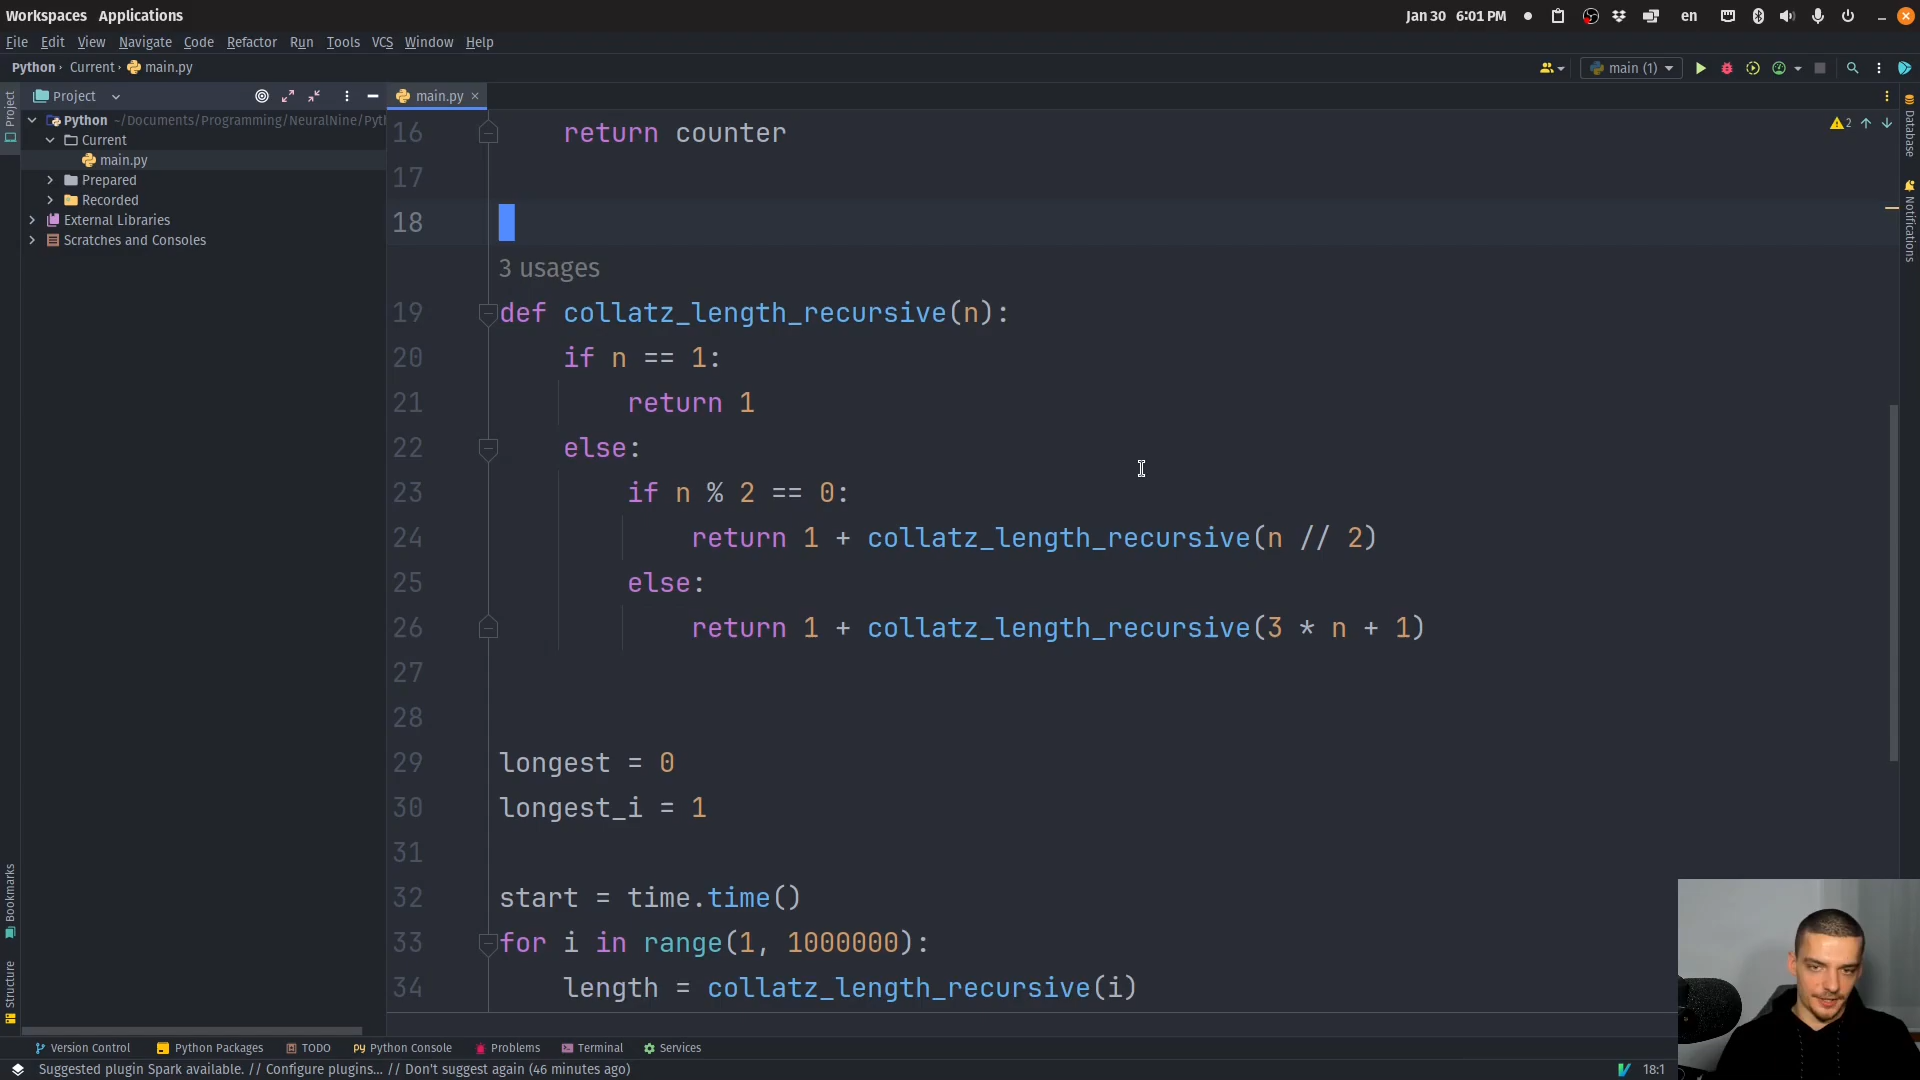 Workspaces Applications
Jan 30 6:01 PM
en
File Edit View Navigate Code Refactor Run Tools VCS Window Help
Python Current main.py
main (1)
Project
Project
main.py
2
Python ~/Documents/Programming/NeuralNine/Pyt
Current
main.py
Prepared
Recorded
External Libraries
Scratches and Consoles
16 return counter
17
18
3 usages
19 def collatz_length_recursive(n):
20 if n == 1:
21 return 1
22 else:
23 if n % 2 == 0:
24 return 1 + collatz_length_recursive(n // 2)
25 else:
26 return 1 + collatz_length_recursive(3 * n + 1)
27
28
29 longest = 0
30 longest_i = 1
31
32 start = time.time()
33 for i in range(1, 1000000):
34 length = collatz_length_recursive(i)
Database
Notifications
Bookmarks
Structure
Version Control Python Packages TODO Python Console Problems Terminal Services
Suggested plugin Spark available. // Configure plugins... // Don't suggest again (46 minutes ago)
18:1